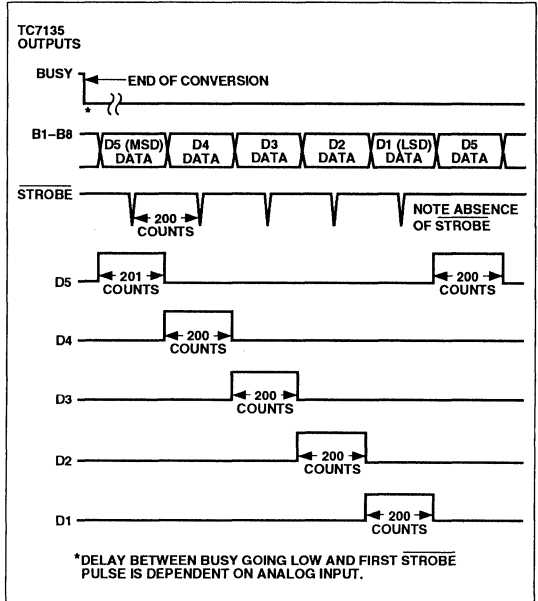 TC7135
OUTPUTS
BUSY
END OF CONVERSION
*
B1–B8
D5 (MSD) DATA
D4 DATA
D3 DATA
D2 DATA
D1 (LSD) DATA
D5 DATA
STROBE
200 COUNTS
NOTE ABSENCE
OF STROBE
D5
201 COUNTS
200 COUNTS
D4
200 COUNTS
D3
200 COUNTS
D2
200 COUNTS
D1
200 COUNTS
*DELAY BETWEEN BUSY GOING LOW AND FIRST STROBE
PULSE IS DEPENDENT ON ANALOG INPUT.